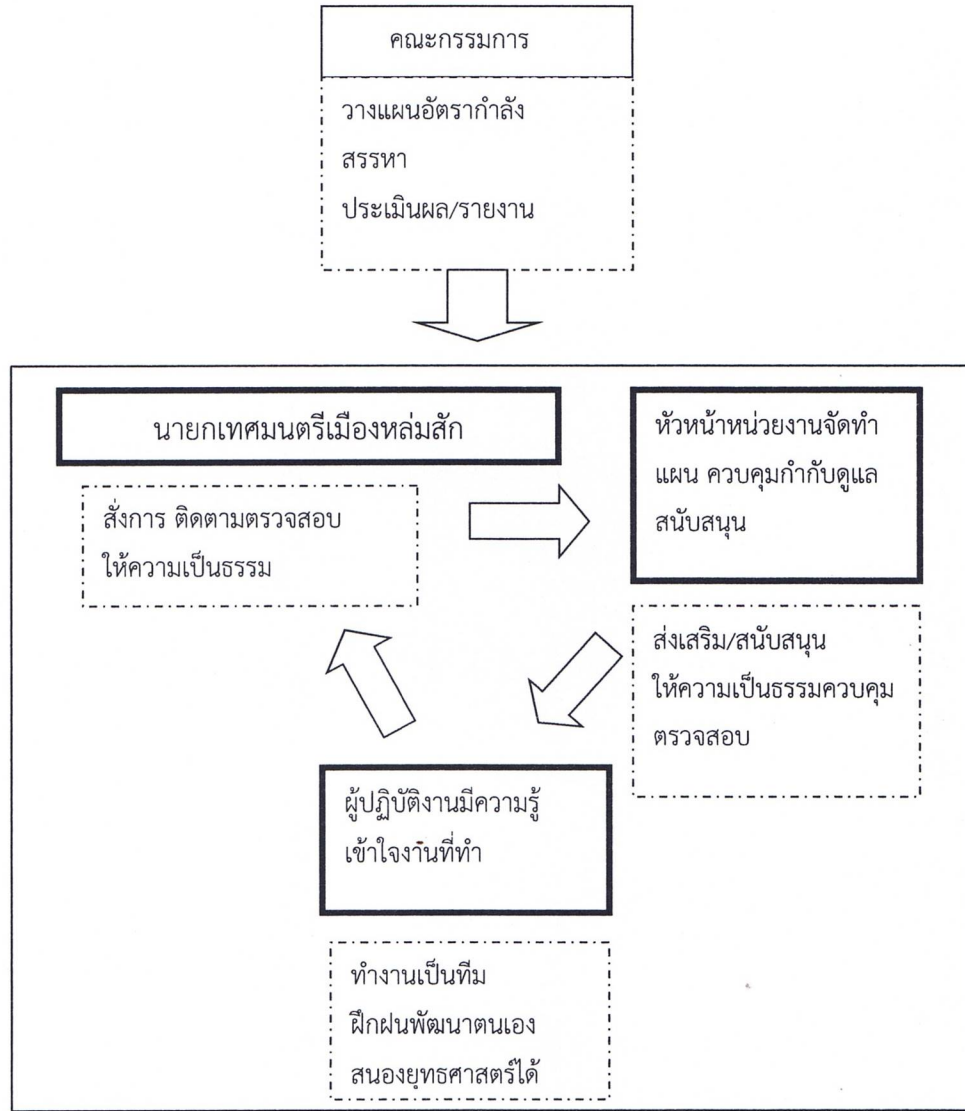 คณะกรรมการ
วางแผนอัตรากำลัง
สรรหา
ประเมินผล/รายงาน
นายกเทศมนตรีเมืองหล่มสัก
สั่งการ ติดตามตรวจสอบ
ให้ความเป็นธรรม
หัวหน้าหน่วยงานจัดทำ
แผน ควบคุมกำกับดูแล
สนับสนุน
ส่งเสริม/สนับสนุน
ให้ความเป็นธรรมควบคุม
ตรวจสอบ
ผู้ปฏิบัติงานมีความรู้
เข้าใจงานที่ทำ
ทำงานเป็นทีม
ฝึกฝนพัฒนาตนเอง
สนองยุทธศาสตร์ได้